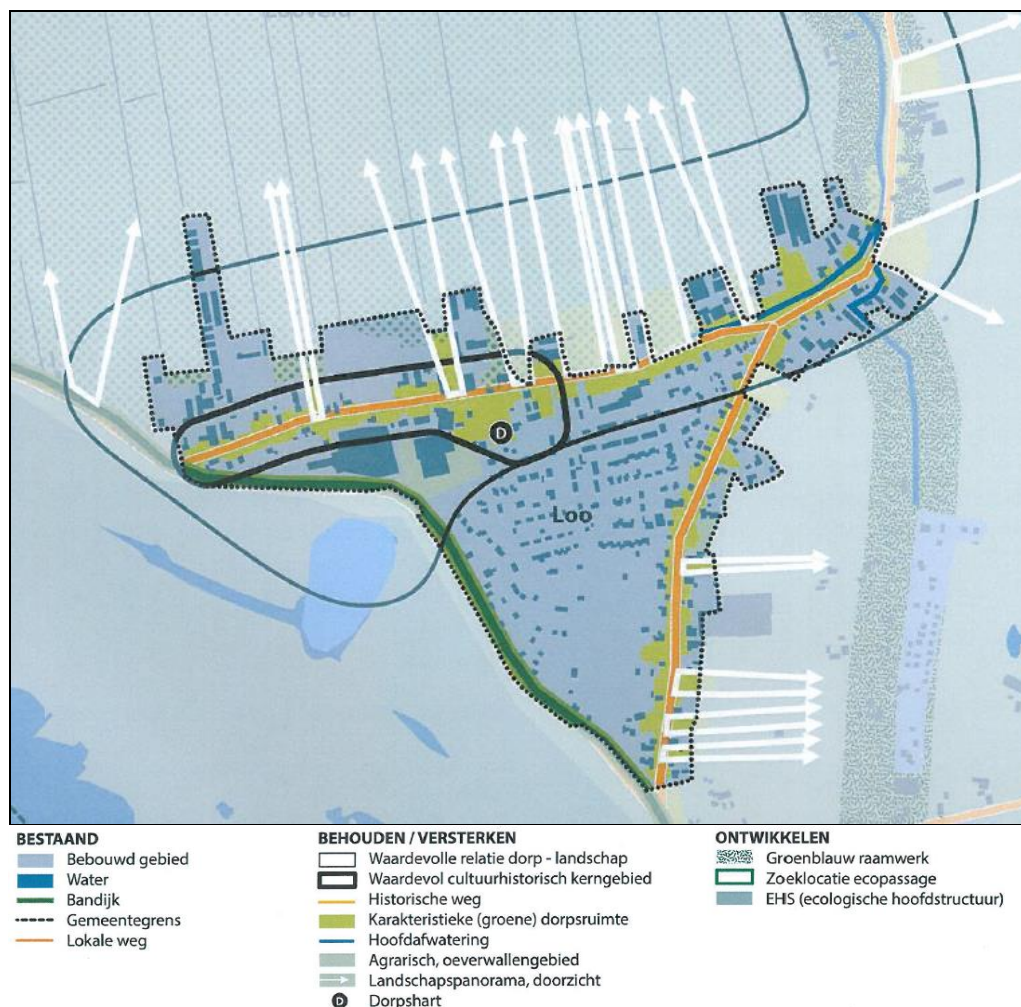 Looveld
Loo
D
BESTAAND
Bebouwd gebied
Water
Bandijk
Gemeentegrens
Lokale weg
BEHOUDEN / VERSTERKEN
Waardevolle relatie dorp - landschap
Waardevol cultuurhistorisch kerngebied
Historische weg
Karakteristieke (groene) dorpsruimte
Hoofdafwatering
Agrarisch, oeverwallengebied
Landschapspanorama, doorzicht
D Dorpshart
ONTWIKKELEN
Groenblauw raamwerk
Zoeklocatie ecopassage
EHS (ecologische hoofdstructuur)